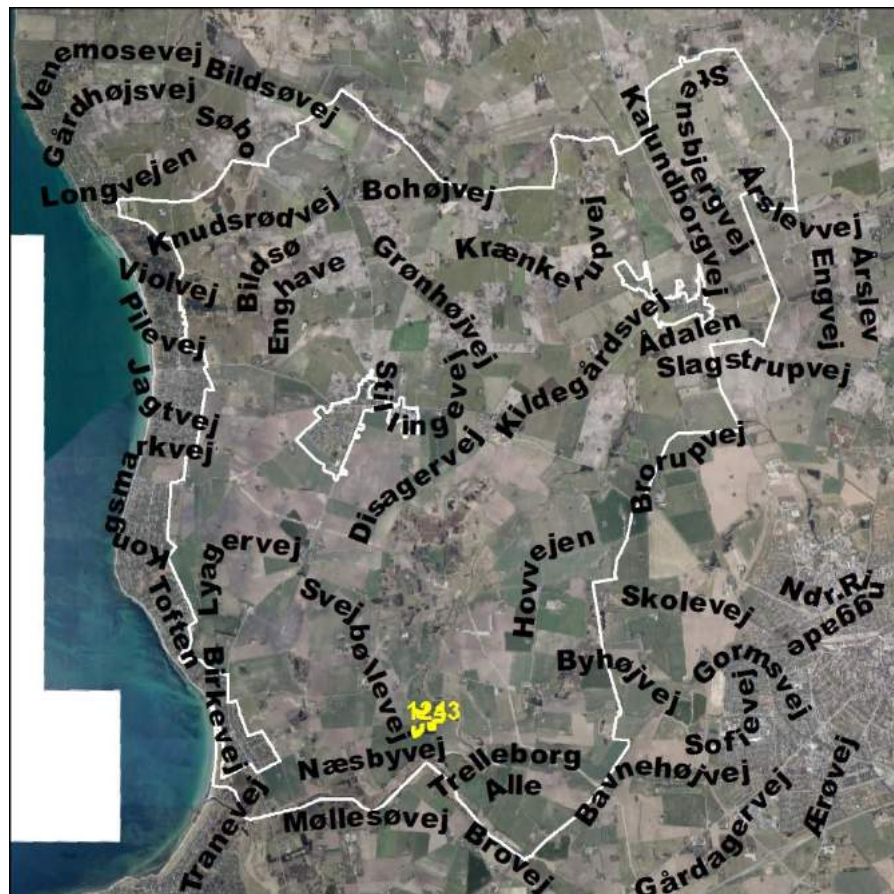 Venemosevej
Bildsøvej
Gårdhøjsvej
Søbo
Stensbjergvej
Kalundborgvej
Longvejen
Bohøjvej
Årslevvej
Knudsrødvej
Krænkerupvej
Bildsø
Enghave
Grønhøjvej
Engvej
Årslev
Violvej
Pilevej
Ådalen
Slagstrupvej
Kildegårdsvej
Stillingevej
Jagtvej
Kongsmarkvej
Disagervej
Brorupvej
Lyagervej
Hovvejen
Toften
Svejbøllevej
Skolevej
Ndr.Ringgade
Byhøjvej
Gormsvej
Birkevej
Sofievej
Næsbyvej
Trelleborg
Alle
Bavnehøjvej
Ærøvej
Tranevej
Møllesøvej
Brovej
Gårdagervej